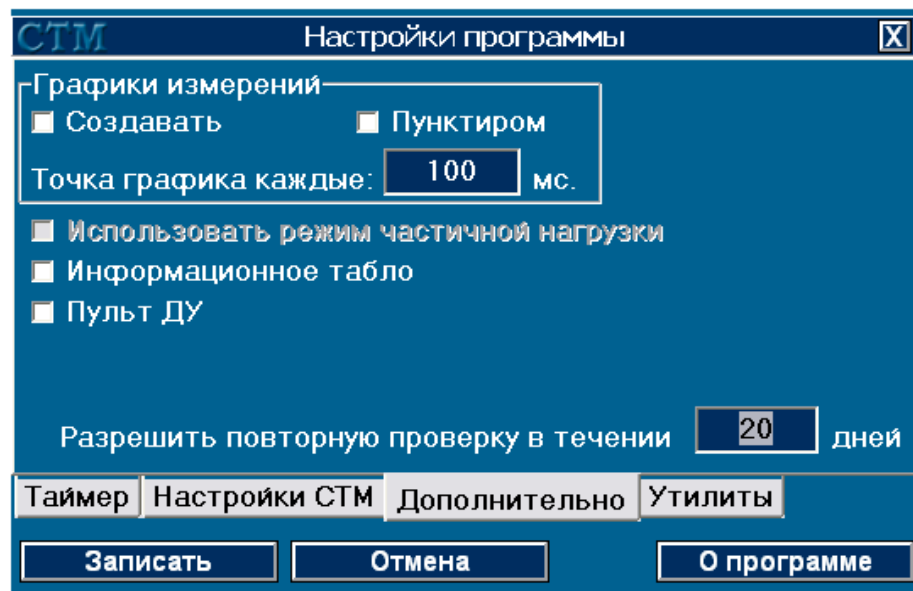 СТМ Настройки программы X
Графики измерений
Создавать Пунктиром
Точка графика каждые: 100 мс.
Использовать режим частичной нагрузки
Информационное табло
Пульт ДУ
Разрешить повторную проверку в течении 20 дней
Таймер Настройки СТМ Дополнительно Утилиты
Записать Отмена О программе